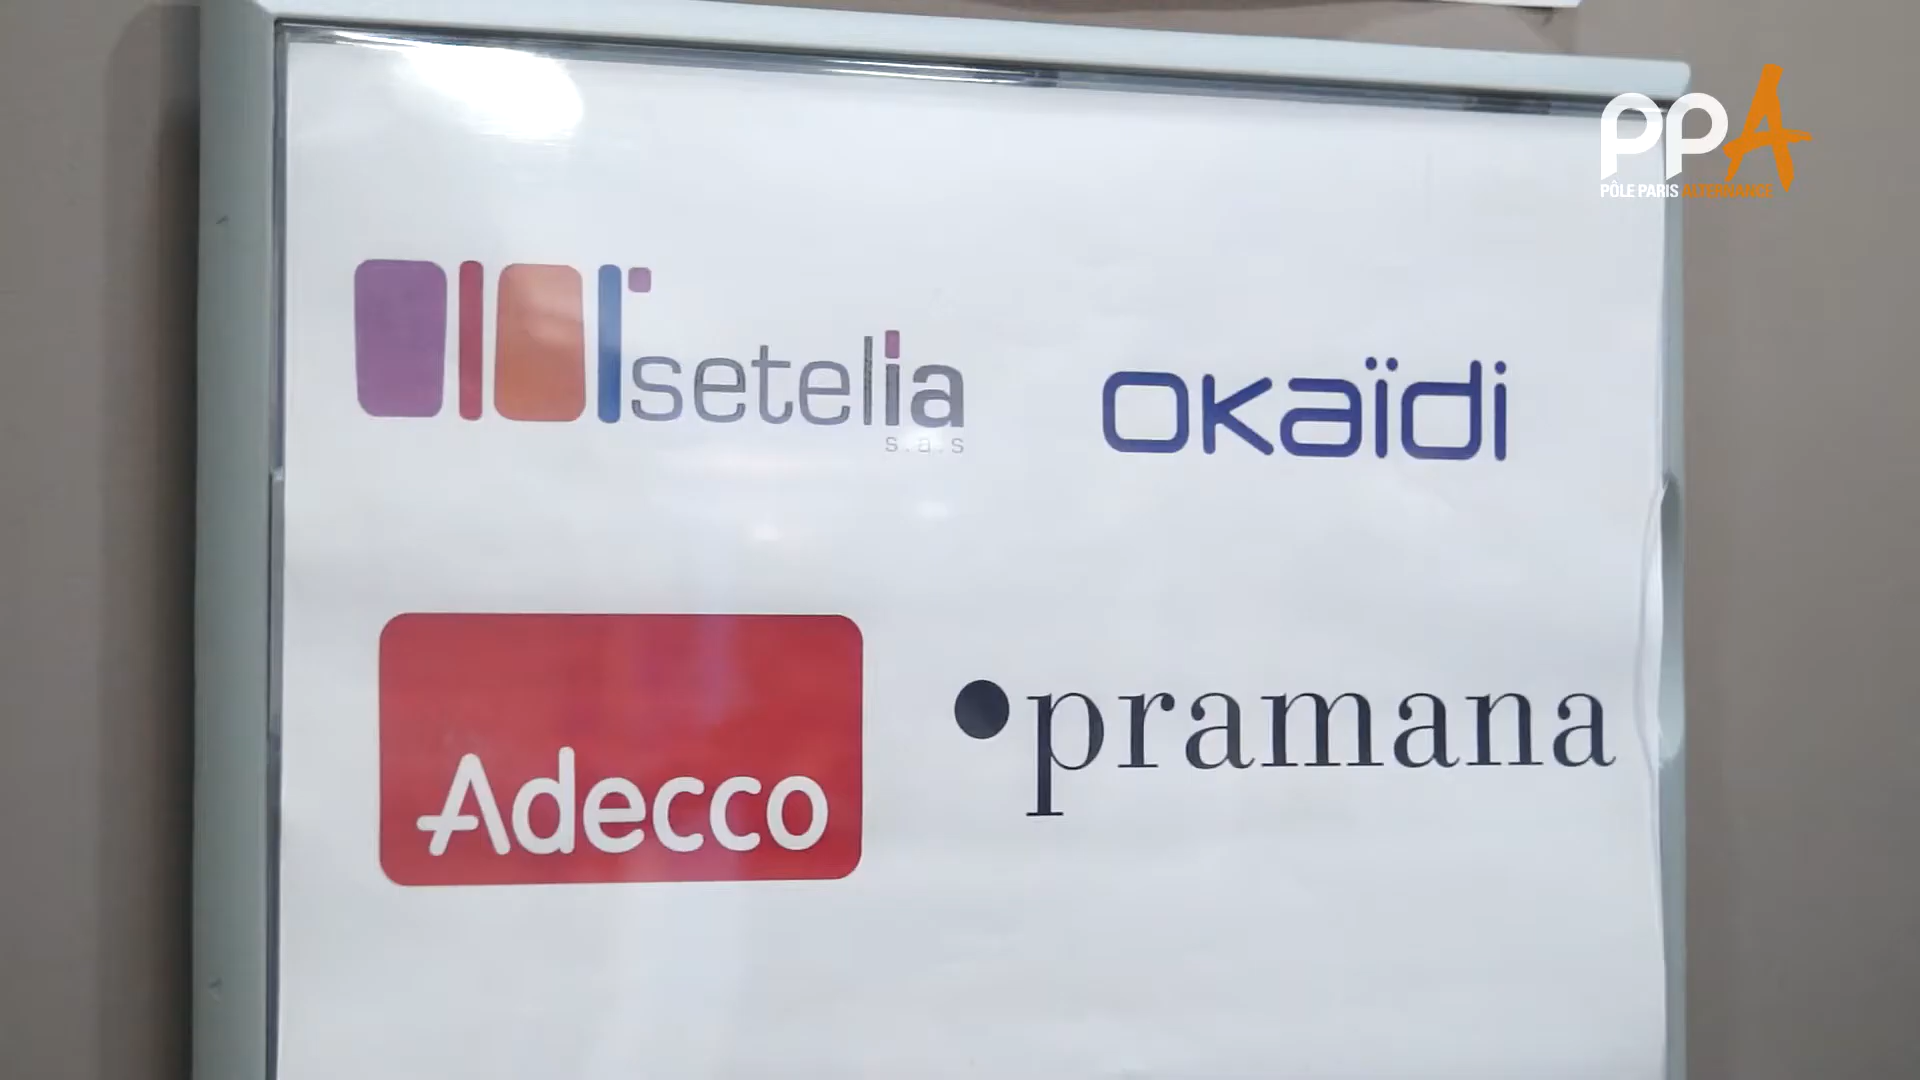 PPA
PÔLE PARIS ALTERNANCE
setelia
s.a.s
okaïdi
Adecco
•pramana